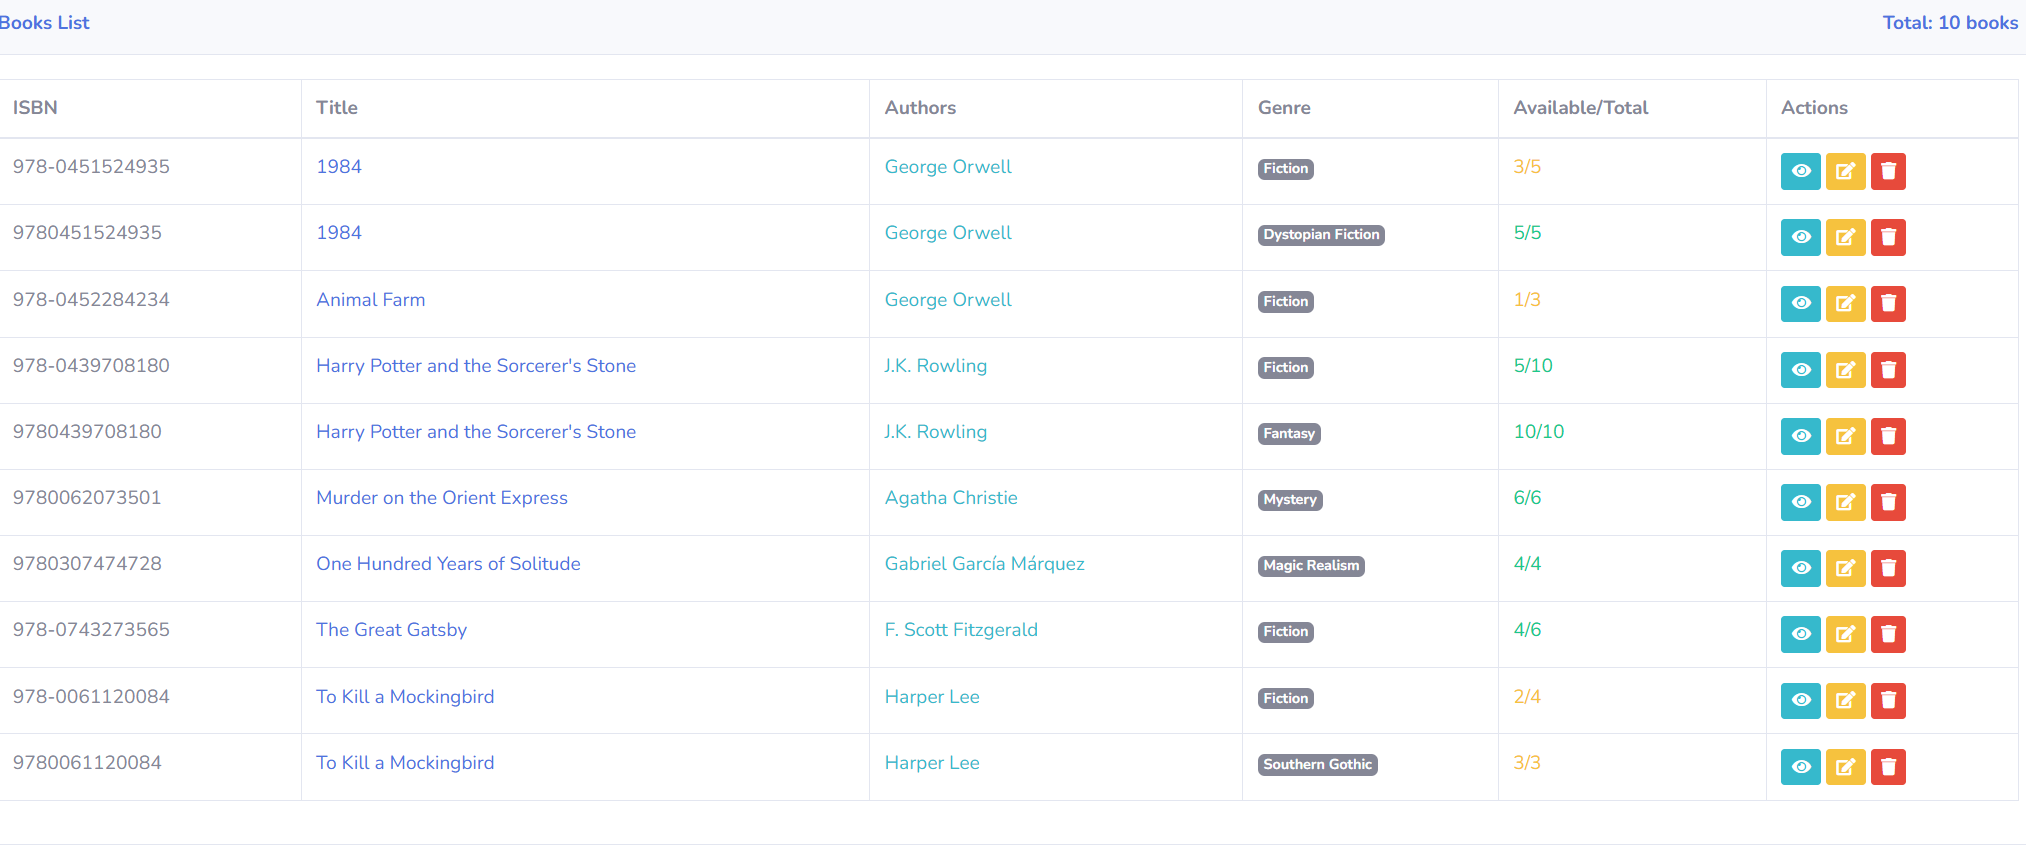 Books List Total: 10 books
ISBN Title Authors Genre Available/Total Actions
978-0451524935 1984 George Orwell Fiction 3/5
9780451524935 1984 George Orwell Dystopian Fiction 5/5
978-0452284234 Animal Farm George Orwell Fiction 1/3
978-0439708180 Harry Potter and the Sorcerer's Stone J.K. Rowling Fiction 5/10
9780439708180 Harry Potter and the Sorcerer's Stone J.K. Rowling Fantasy 10/10
9780062073501 Murder on the Orient Express Agatha Christie Mystery 6/6
9780307474728 One Hundred Years of Solitude Gabriel García Márquez Magic Realism 4/4
978-0743273565 The Great Gatsby F. Scott Fitzgerald Fiction 4/6
978-0061120084 To Kill a Mockingbird Harper Lee Fiction 2/4
9780061120084 To Kill a Mockingbird Harper Lee Southern Gothic 3/3